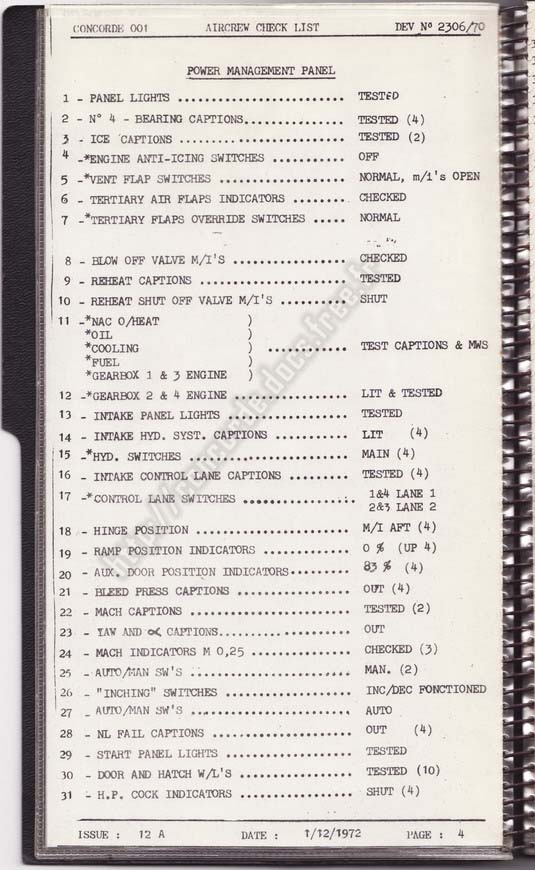 CONCORDE 001 AIRCREW CHECK LIST DEV Nº 2306/70
POWER MANAGEMENT PANEL
1 - PANEL LIGHTS ......................... TESTED
2 - N° 4 - BEARING CAPTIONS............... TESTED (4)
3 - ICE CAPTIONS ......................... TESTED (2)
4 -*ENGINE ANTI-ICING SWITCHES ........... OFF
5 -*VENT FLAP SWITCHES ................... NORMAL, m/i's OPEN
6 - TERTIARY AIR FLAPS INDICATORS ........ CHECKED
7 -*TERTIARY FLAPS OVERRIDE SWITCHES ..... NORMAL
8 - BLOW OFF VALVE M/I'S ................. CHECKED
9 - REHEAT CAPTIONS ...................... TESTED
10 - REHEAT SHUT OFF VALVE M/I'S .......... SHUT
11 -*NAC O/HEAT )
*OIL )
*COOLING ) ............ TEST CAPTIONS & MWS
*FUEL )
*GEARBOX 1 & 3 ENGINE )
12 -*GEARBOX 2 & 4 ENGINE .................. LIT & TESTED
13 - INTAKE PANEL LIGHTS .................. TESTED
14 - INTAKE HYD. SYST. CAPTIONS ........... LIT (4)
15 -*HYD. SWITCHES ........................ MAIN (4)
16 - INTAKE CONTROL LANE CAPTIONS ......... TESTED (4)
17 -*CONTROL LANE SWITCHES ................. 1&4 LANE 1
2&3 LANE 2
18 - HINGE POSITION ....................... M/I AFT (4)
19 - RAMP POSITION INDICATORS ............. 0 % (UP 4)
20 - AUX. DOOR POSITION INDICATORS......... 83 % (4)
21 - BLEED PRESS CAPTIONS ................. OUT (4)
22 - MACH CAPTIONS ........................ TESTED (2)
23 - YAW AND α CAPTIONS.................... OUT
24 - MACH INDICATORS M 0,25 ............... CHECKED (3)
25 - AUTO/MAN SW'S ........................ MAN. (2)
26 - "INCHING" SWITCHES ................... INC/DEC FONCTIONED
27 - AUTO/MAN SW'S ........................ AUTO
28 - NL FAIL CAPTIONS ..................... OUT (4)
29 - START PANEL LIGHTS ................... TESTED
30 - DOOR AND HATCH W/L'S ................. TESTED (10)
31 - H.P. COCK INDICATORS ................. SHUT (4)
ISSUE : 12 A DATE : 1/12/1972 PAGE : 4